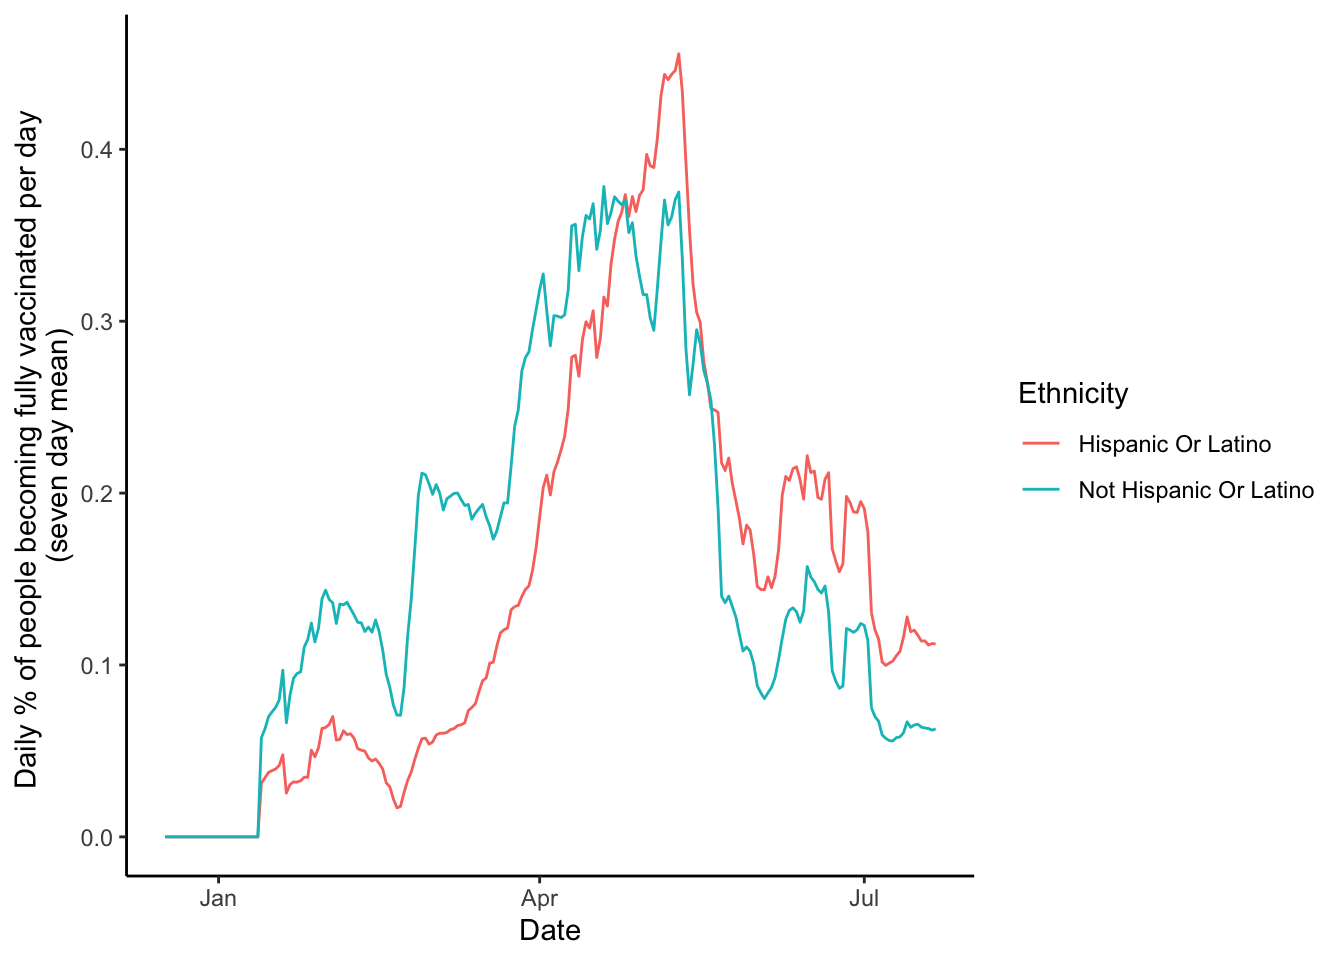 Daily % of people becoming fully vaccinated per day
(seven day mean)
0.4
0.3
0.2
0.1
0.0
Jan
Apr
Jul
Date
Ethnicity
Hispanic Or Latino
Not Hispanic Or Latino